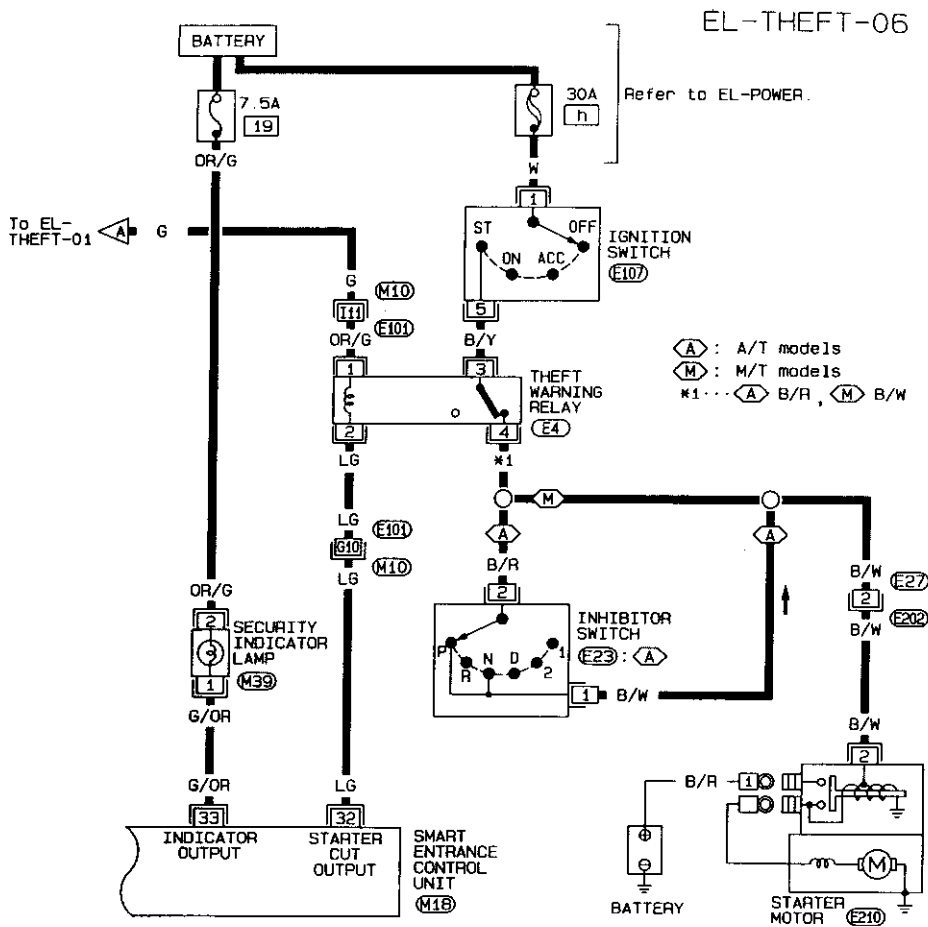 EL-THEFT-06
BATTERY
7.5A
19
30A
h
Refer to EL-POWER.
OR/G
W
1
To EL-
THEFT-01
A
G
ST
OFF
ON
ACC
IGNITION
SWITCH
E107
5
G
M10
I11
E101
OR/G
B/Y
1
3
THEFT
WARNING
RELAY
E4
2
4
A : A/T models
M : M/T models
*1··· A B/R, M B/W
LG
*1
M
A
A
LG
E101
G10
M10
LG
B/R
2
B/W
E27
2
E202
B/W
OR/G
2
SECURITY
INDICATOR
LAMP
M39
1
INHIBITOR
SWITCH
E23 : A
P
R
N
D
2
1
1
B/W
G/OR
B/W
2
G/OR
LG
B/R
1
33
32
INDICATOR
OUTPUT
STARTER
CUT
OUTPUT
SMART
ENTRANCE
CONTROL
UNIT
M18
BATTERY
M
STARTER
MOTOR
E210